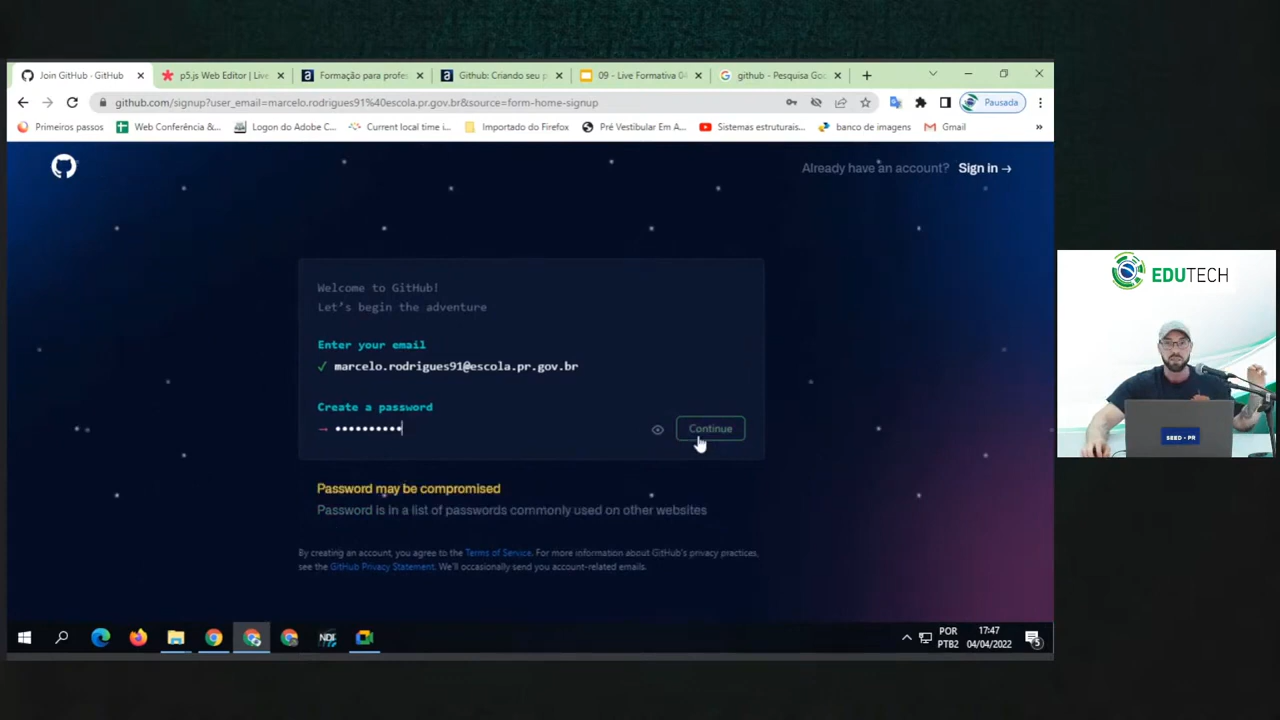 Join GitHub · GitHub
p5.js Web Editor | Live
Formação para profes
Github: Criando seu p
09 - Live Formativa 04
github - Pesquisa Goo
github.com/signup?user_email=marcelo.rodrigues91%40escola.pr.gov.br&source=form-home-signup
Pausada
Primeiros passos
Web Conferência &...
Logon do Adobe C...
Current local time i...
Importado do Firefox
Pré Vestibular Em A...
Sistemas estruturais...
banco de imagens
Gmail
»
Already have an account? Sign in →
Welcome to GitHub!
Let's begin the adventure
Enter your email
✓ marcelo.rodrigues91@escola.pr.gov.br
Create a password
→ ••••••••••
Continue
Password may be compromised
Password is in a list of passwords commonly used on other websites
By creating an account, you agree to the Terms of Service. For more information about GitHub's privacy practices,
see the GitHub Privacy Statement. We'll occasionally send you account-related emails.
EDUTECH
SEED - PR
NDI
POR
PTB2
17:47
04/04/2022
5